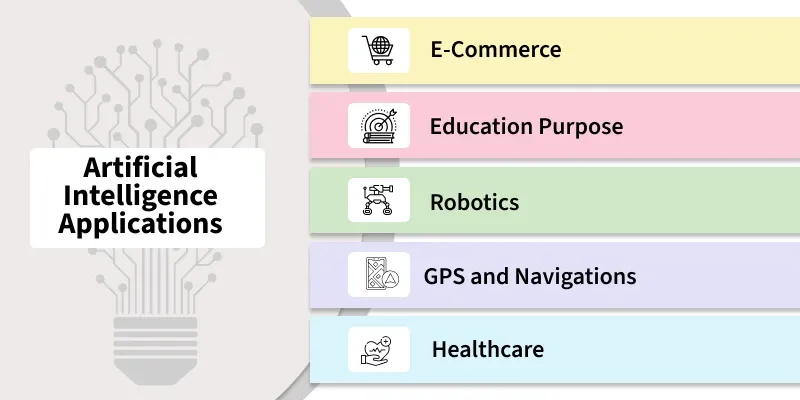 Artificial
Intelligence
Applications
E-Commerce
Education Purpose
Robotics
GPS and Navigations
Healthcare